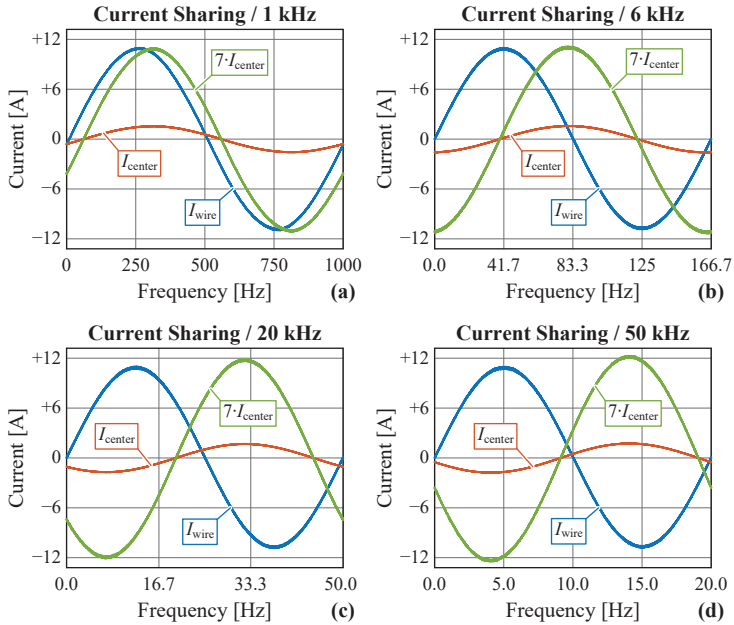 Current Sharing / 1 kHz
+12
+6
0
−6
−12
Current [A]
7·I_center
I_center
I_wire
0 250 500 750 1000
Frequency [Hz] (a)
Current Sharing / 6 kHz
+12
+6
0
−6
−12
Current [A]
7·I_center
I_center
I_wire
0.0 41.7 83.3 125 166.7
Frequency [Hz] (b)
Current Sharing / 20 kHz
+12
+6
0
−6
−12
Current [A]
7·I_center
I_center
I_wire
0.0 16.7 33.3 50.0
Frequency [Hz] (c)
Current Sharing / 50 kHz
+12
+6
0
−6
−12
Current [A]
7·I_center
I_center
I_wire
0.0 5.0 10.0 15.0 20.0
Frequency [Hz] (d)